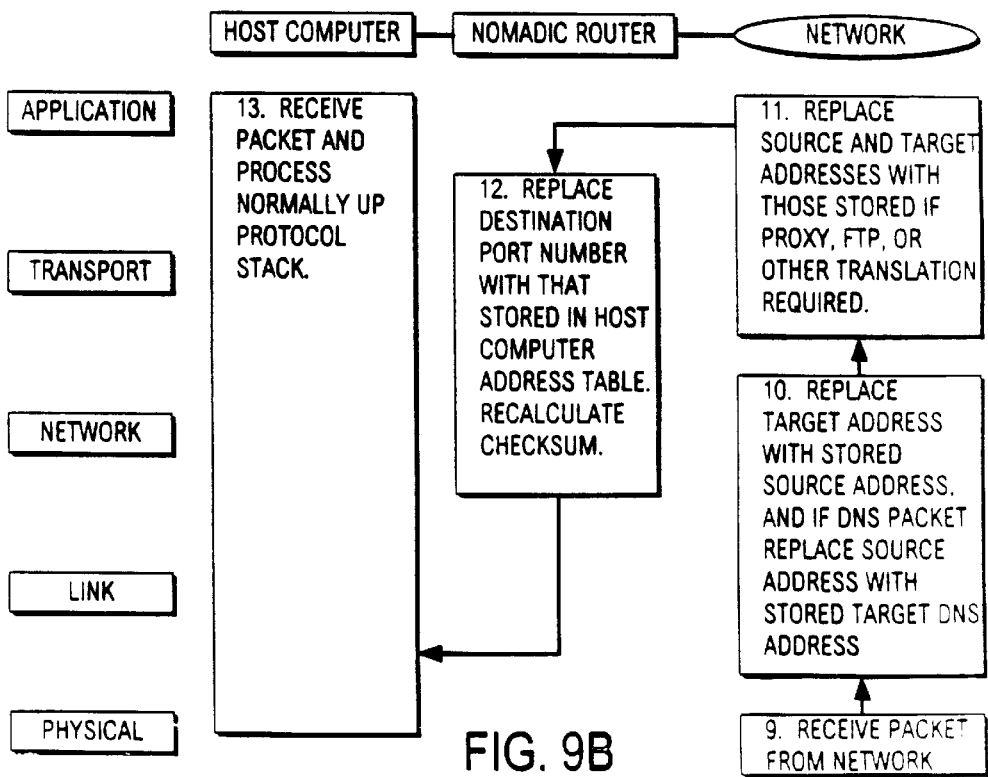 HOST COMPUTER
NOMADIC ROUTER
NETWORK
APPLICATION
TRANSPORT
NETWORK
LINK
PHYSICAL
13. RECEIVE
PACKET AND
PROCESS
NORMALLY UP
PROTOCOL
STACK.
12. REPLACE
DESTINATION
PORT NUMBER
WITH THAT
STORED IN HOST
COMPUTER
ADDRESS TABLE.
RECALCULATE
CHECKSUM.
11. REPLACE
SOURCE AND TARGET
ADDRESSES WITH
THOSE STORED IF
PROXY, FTP, OR
OTHER TRANSLATION
REQUIRED.
10. REPLACE
TARGET ADDRESS
WITH STORED
SOURCE ADDRESS.
AND IF DNS PACKET
REPLACE SOURCE
ADDRESS WITH
STORED TARGET DNS
ADDRESS
9. RECEIVE PACKET
FROM NETWORK
FIG. 9B